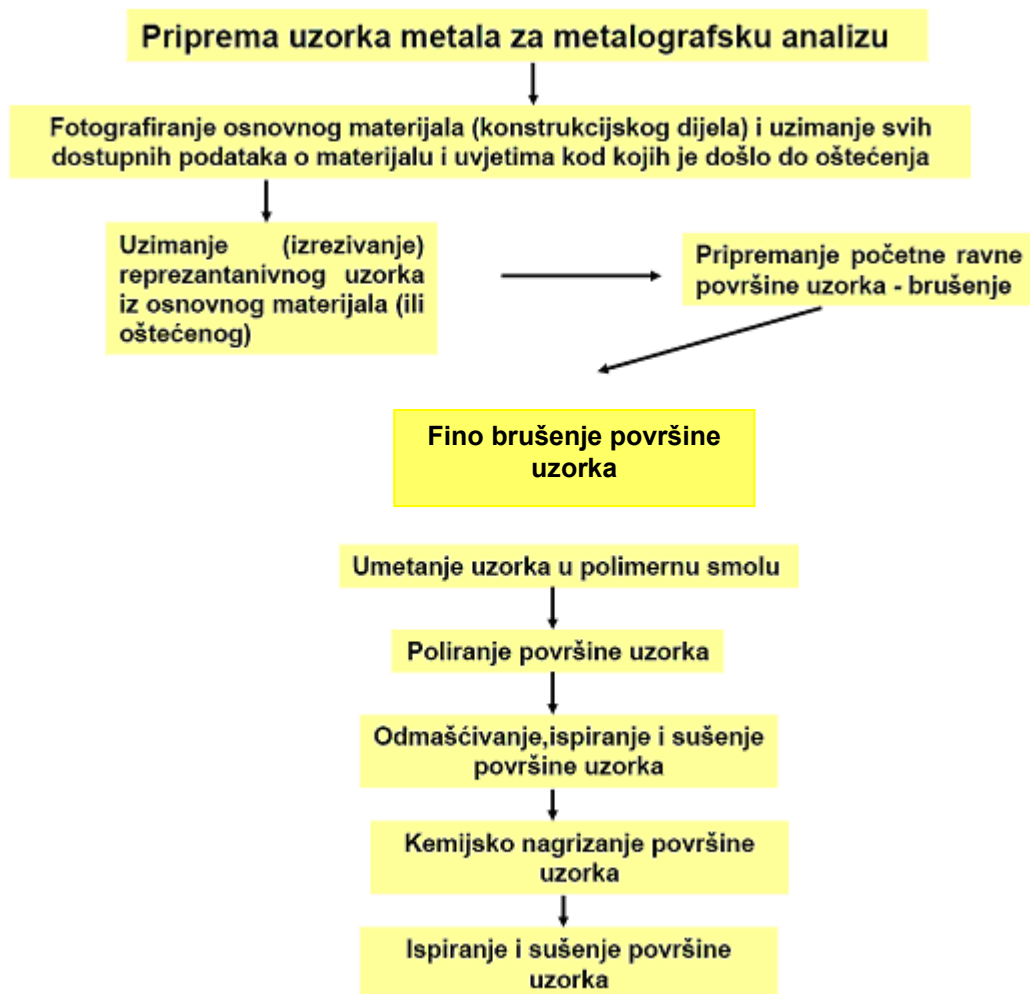 Priprema uzorka metala za metalografsku analizu
Fotografiranje osnovnog materijala (konstrukcijskog dijela) i uzimanje svih
dostupnih podataka o materijalu i uvjetima kod kojih je došlo do oštećenja
Uzimanje (izrezivanje)
reprezantanivnog uzorka
iz osnovnog materijala (ili
oštećenog)
Pripremanje početne ravne
površine uzorka - brušenje
Fino brušenje površine
uzorka
Umetanje uzorka u polimernu smolu
Poliranje površine uzorka
Odmašćivanje,ispiranje i sušenje
površine uzorka
Kemijsko nagrizanje površine
uzorka
Ispiranje i sušenje površine
uzorka